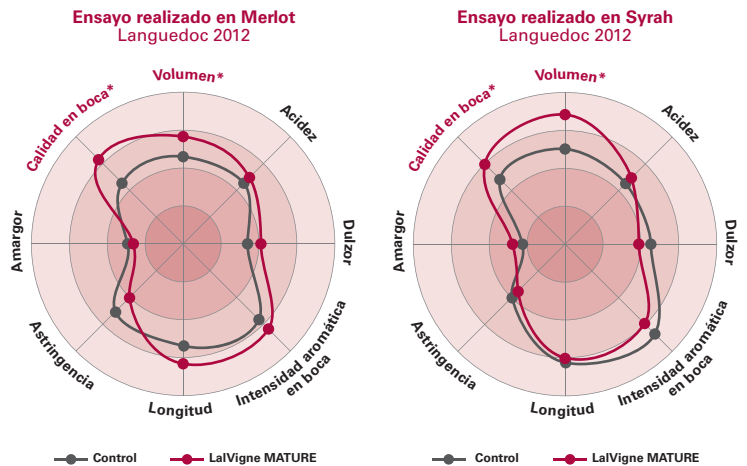 Ensayo realizado en Merlot
Languedoc 2012
Volumen*
Acidez
Dulzor
Intensidad aromática
en boca
Longitud
Astringencia
Amargor
Calidad en boca*
Control
LalVigne MATURE
Ensayo realizado en Syrah
Languedoc 2012
Volumen*
Acidez
Dulzor
Intensidad aromática
en boca
Longitud
Astringencia
Amargor
Calidad en boca*
Control
LalVigne MATURE